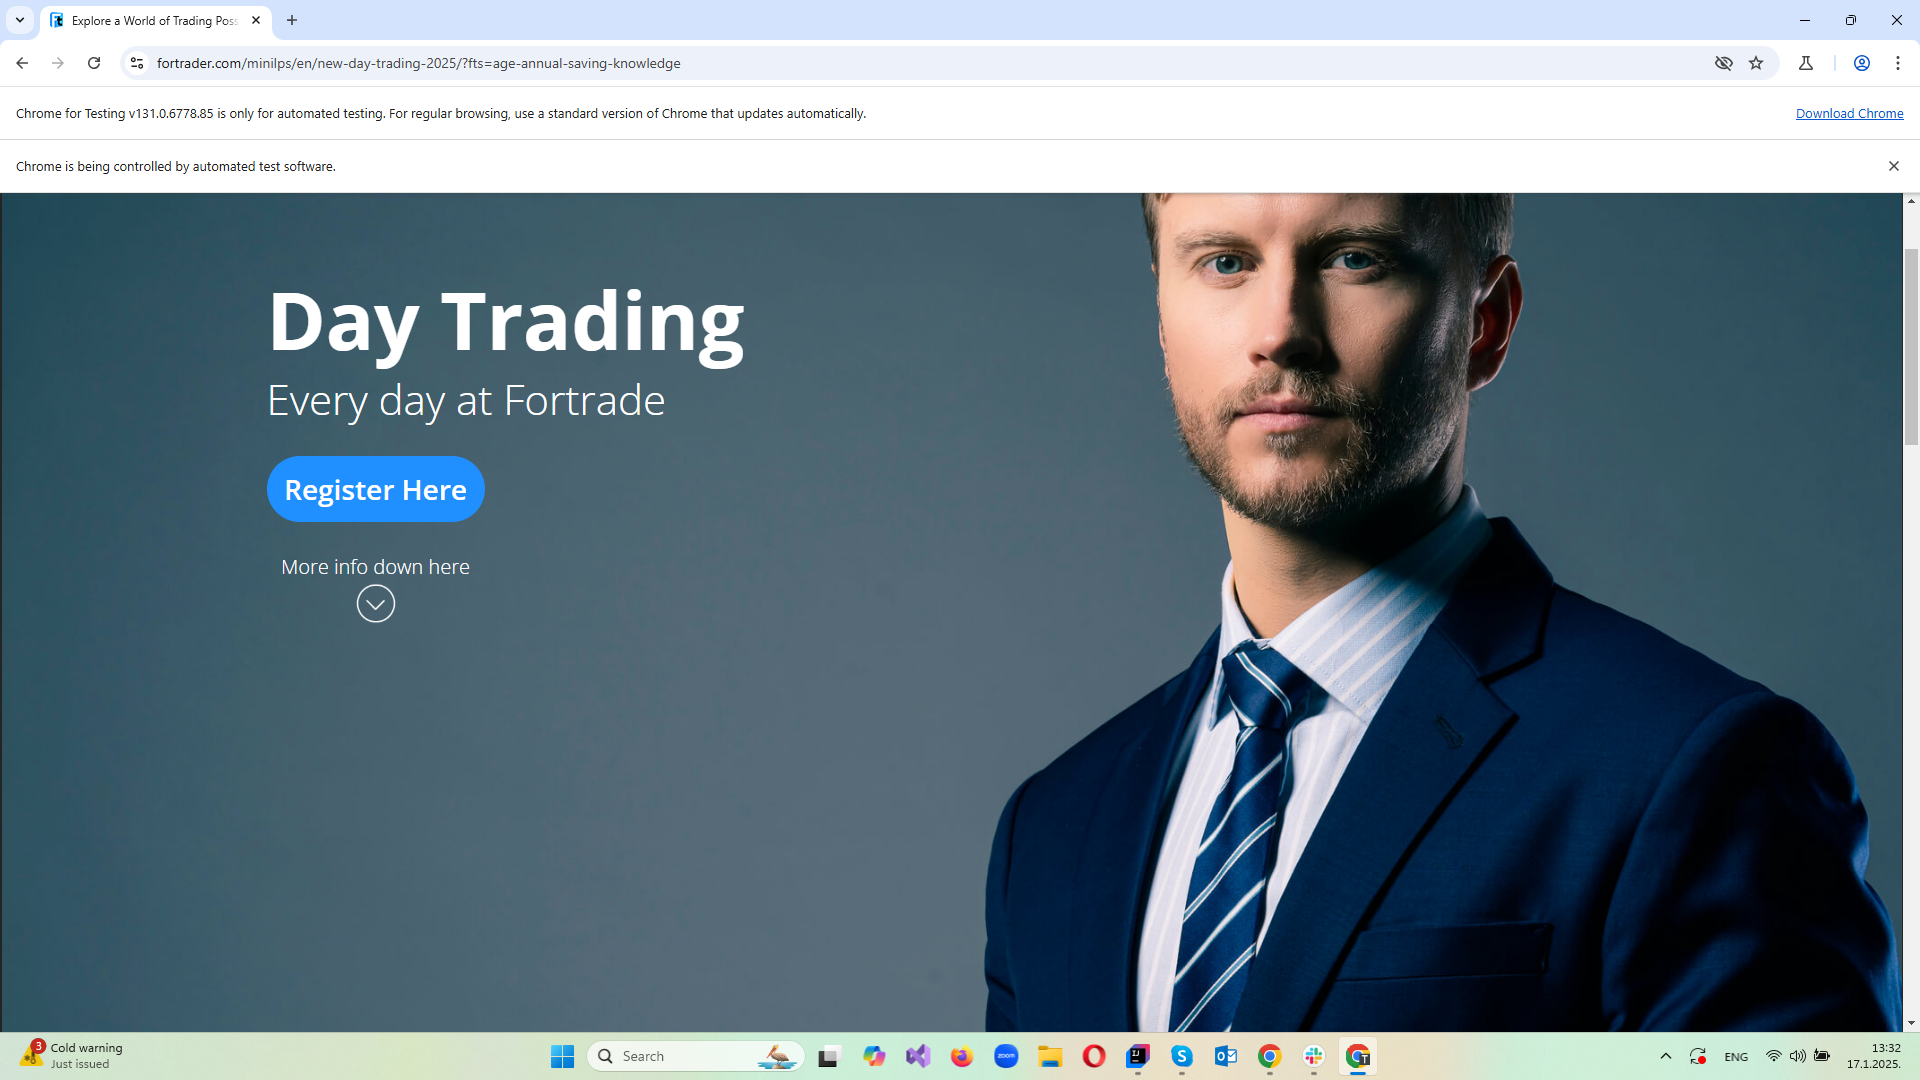 Explore a World of Trading Poss
fortrader.com/minilps/en/new-day-trading-2025/?fts=age-annual-saving-knowledge
Chrome for Testing v131.0.6778.85 is only for automated testing. For regular browsing, use a standard version of Chrome that updates automatically.
Download Chrome
Chrome is being controlled by automated test software.
Day Trading
Every day at Fortrade
Register Here
More info down here
3
Cold warning
Just issued
Search
zoom
ENG
13:32
17.1.2025.